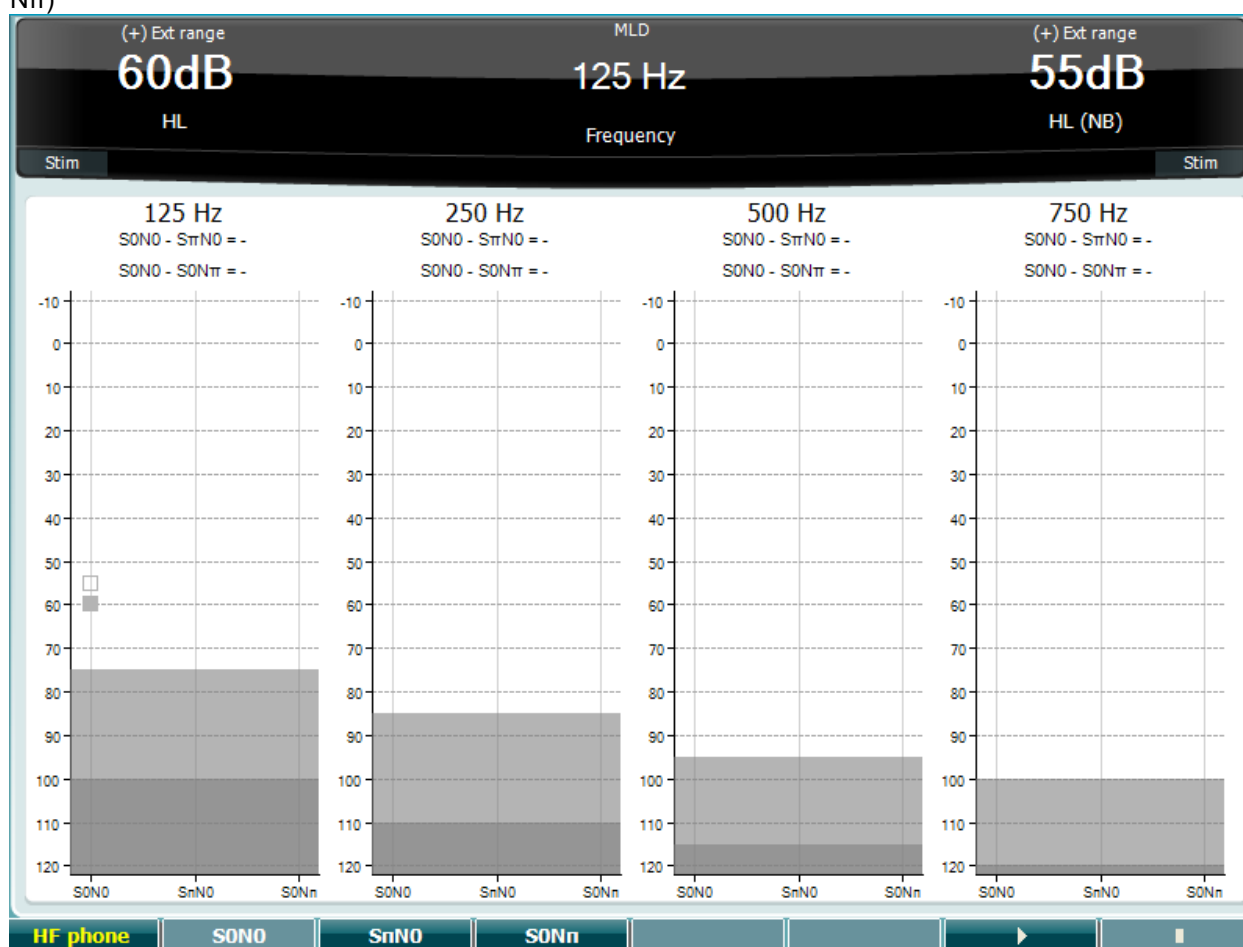 (+) Ext range MLD (+) Ext range
60dB 125 Hz 55dB
HL Frequency HL (NB)
Stim Stim
125 Hz 250 Hz 500 Hz 750 Hz
S0N0 - SπN0 = - S0N0 - SπN0 = - S0N0 - SπN0 = - S0N0 - SπN0 = -
S0N0 - S0Nπ = - S0N0 - S0Nπ = - S0N0 - S0Nπ = - S0N0 - S0Nπ = -
-10 -10 -10 -10
0 0 0 0
10 10 10 10
20 20 20 20
30 30 30 30
40 40 40 40
50 50 50 50
60 60 60 60
70 70 70 70
80 80 80 80
90 90 90 90
100 100 100 100
110 110 110 110
120 120 120 120
S0N0 SπN0 S0Nπ S0N0 SπN0 S0Nπ S0N0 SπN0 S0Nπ S0N0 SπN0 S0Nπ
HF phone S0N0 SπN0 S0Nπ